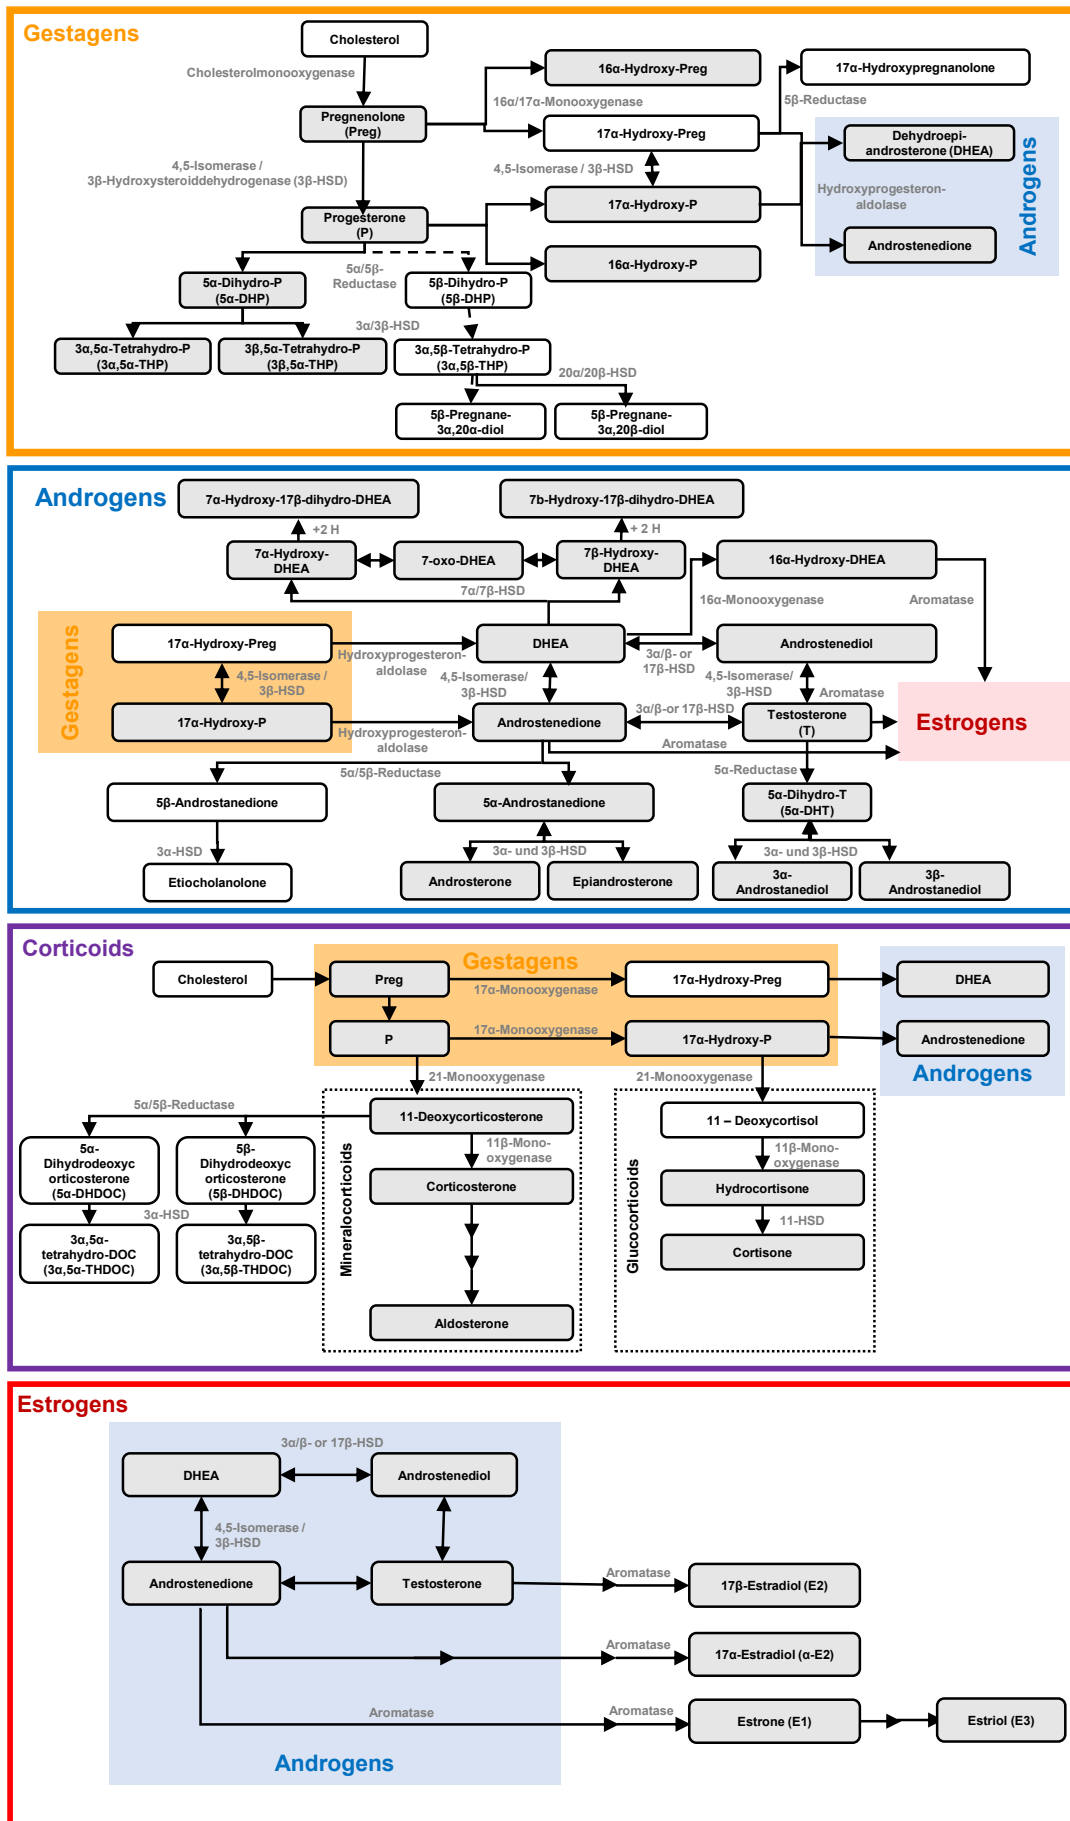 Gestagens
Cholesterol
Cholesterolmonooxygenase
16α-Hydroxy-Preg
17α-Hydroxypregnanolone
16α/17α-Monooxygenase
5β-Reductase
Pregnenolone
(Preg)
17α-Hydroxy-Preg
Dehydroepi-
androsterone (DHEA)
4,5-Isomerase /
3β-Hydroxysteroiddehydrogenase (3β-HSD)
4,5-Isomerase / 3β-HSD
Hydroxyprogesteron-
aldolase
Androgens
17α-Hydroxy-P
Progesterone
(P)
Androstenedione
16α-Hydroxy-P
5α/5β-
Reductase
5α-Dihydro-P
(5α-DHP)
5β-Dihydro-P
(5β-DHP)
3α/3β-HSD
3α,5α-Tetrahydro-P
(3α,5α-THP)
3β,5α-Tetrahydro-P
(3β,5α-THP)
3α,5β-Tetrahydro-P
(3α,5β-THP)
20α/20β-HSD
5β-Pregnane-
3α,20α-diol
5β-Pregnane-
3α,20β-diol
Androgens
7α-Hydroxy-17β-dihydro-DHEA
7b-Hydroxy-17β-dihydro-DHEA
+2 H
+ 2 H
7α-Hydroxy-
DHEA
7-oxo-DHEA
7β-Hydroxy-
DHEA
16α-Hydroxy-DHEA
7α/7β-HSD
16α-Monooxygenase
Aromatase
Gestagens
17α-Hydroxy-Preg
Hydroxyprogesteron-
aldolase
DHEA
3α/β- or
17β-HSD
Androstenediol
4,5-Isomerase /
3β-HSD
4,5-Isomerase/
3β-HSD
4,5-Isomerase/
3β-HSD
Aromatase
17α-Hydroxy-P
Hydroxyprogesteron-
aldolase
Androstenedione
3α/β-or 17β-HSD
Testosterone
(T)
Estrogens
Aromatase
5α/5β-Reductase
5α-Reductase
5β-Androstanedione
5α-Androstanedione
5α-Dihydro-T
(5α-DHT)
3α-HSD
3α- und 3β-HSD
3α- und 3β-HSD
Etiocholanolone
Androsterone
Epiandrosterone
3α-
Androstanediol
3β-
Androstanediol
Corticoids
Gestagens
Cholesterol
Preg
17α-Monooxygenase
17α-Hydroxy-Preg
DHEA
P
17α-Monooxygenase
17α-Hydroxy-P
Androstenedione
Androgens
21-Monooxygenase
21-Monooxygenase
5α/5β-Reductase
11-Deoxycorticosterone
11 – Deoxycortisol
5α-
Dihydrodeoxyc
orticosterone
(5α-DHDOC)
5β-
Dihydrodeoxyc
orticosterone
(5β-DHDOC)
11β-Mono-
oxygenase
11β-Mono-
oxygenase
Mineralocorticoids
Corticosterone
Glucocorticoids
Hydrocortisone
3α-HSD
11-HSD
3α,5α-
tetrahydro-DOC
(3α,5α-THDOC)
3α,5β-
tetrahydro-DOC
(3α,5β-THDOC)
Cortisone
Aldosterone
Estrogens
3α/β- or 17β-HSD
DHEA
Androstenediol
4,5-Isomerase /
3β-HSD
Androstenedione
Testosterone
Aromatase
17β-Estradiol (E2)
Aromatase
17α-Estradiol (α-E2)
Aromatase
Aromatase
Estrone (E1)
Estriol (E3)
Androgens